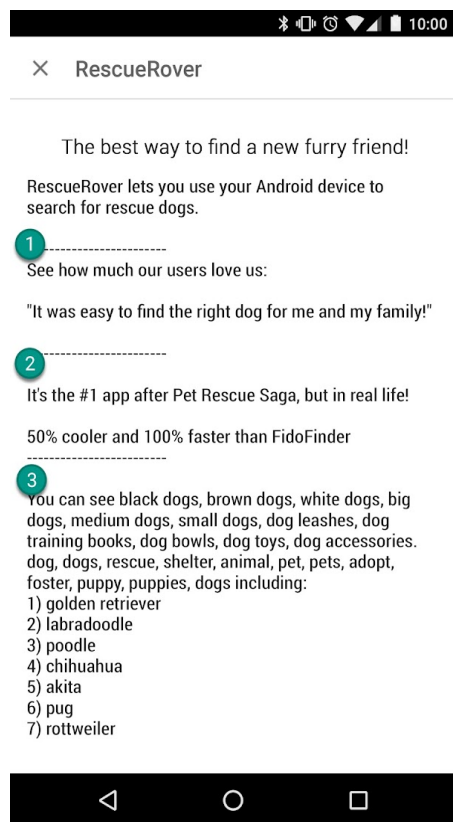 10:00
RescueRover
The best way to find a new furry friend!
RescueRover lets you use your Android device to
search for rescue dogs.
1
----------------------
See how much our users love us:
"It was easy to find the right dog for me and my family!"
----------------------
2
It's the #1 app after Pet Rescue Saga, but in real life!
50% cooler and 100% faster than FidoFinder
-------------------------
3
You can see black dogs, brown dogs, white dogs, big
dogs, medium dogs, small dogs, dog leashes, dog
training books, dog bowls, dog toys, dog accessories.
dog, dogs, rescue, shelter, animal, pet, pets, adopt,
foster, puppy, puppies, dogs including:
1) golden retriever
2) labradoodle
3) poodle
4) chihuahua
5) akita
6) pug
7) rottweiler